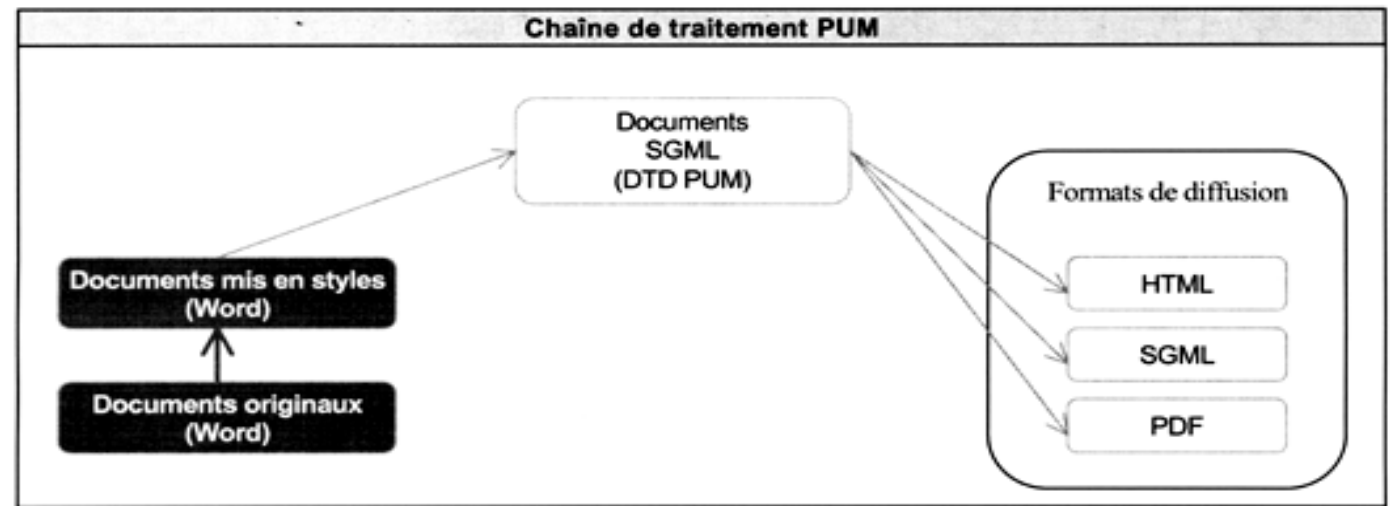 Chaîne de traitement PUM
Documents
SGML
(DTD PUM)
Formats de diffusion
Documents mis en styles
(Word)
HTML
SGML
Documents originaux
(Word)
PDF